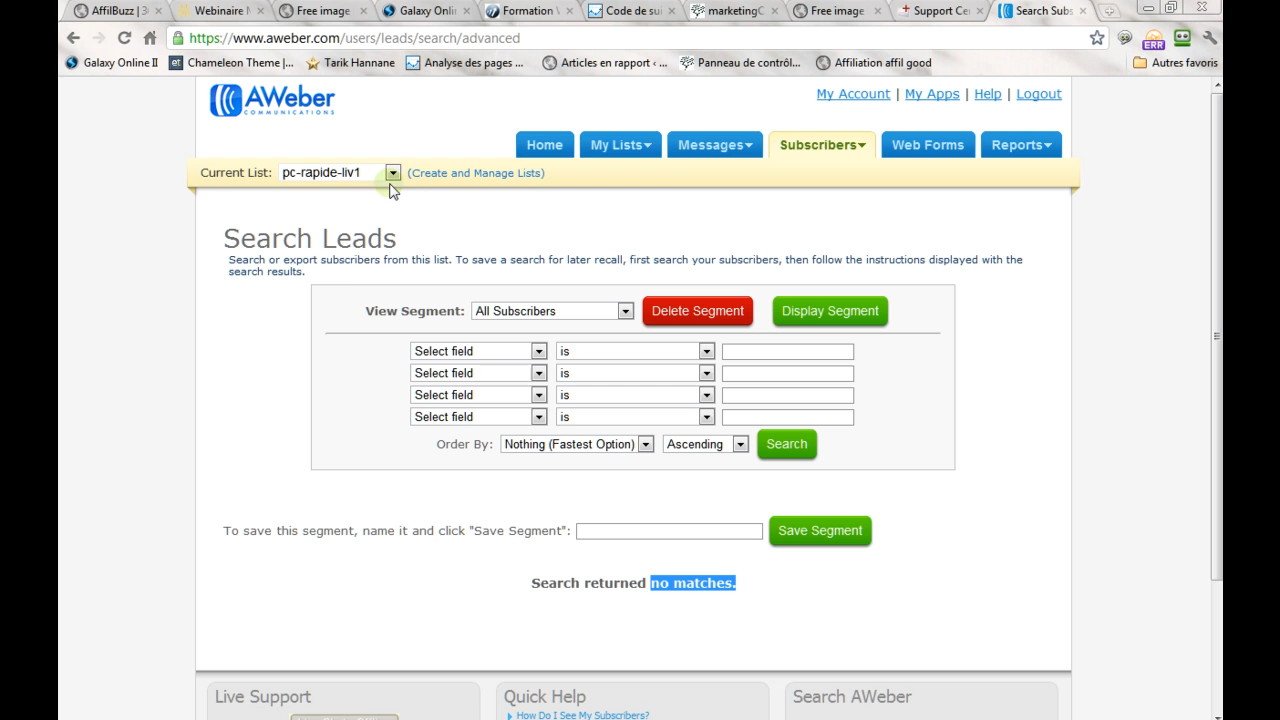 AffilBuzz | 3
Webinaire
Free image
Galaxy Onli
Formation
Code de sui
marketingC
Free image
Support Ce
Search Subs
https://www.aweber.com/users/leads/search/advanced
ERR
Galaxy Online II
Chameleon Theme |...
Tarik Hannane
Analyse des pages ...
Articles en rapport ‹ ...
Panneau de contrôl...
Affiliation affil good
Autres favoris
AWeber
COMMUNICATIONS
My Account | My Apps | Help | Logout
Home
My Lists
Messages
Subscribers
Web Forms
Reports
Current List: pc-rapide-liv1 (Create and Manage Lists)
Search Leads
Search or export subscribers from this list. To save a search for later recall, first search your subscribers, then follow the instructions displayed with the
search results.
View Segment: All Subscribers Delete Segment Display Segment
Select field is
Select field is
Select field is
Select field is
Order By: Nothing (Fastest Option) Ascending Search
To save this segment, name it and click "Save Segment": Save Segment
Search returned no matches.
Live Support
Quick Help
Search AWeber
How Do I See My Subscribers?